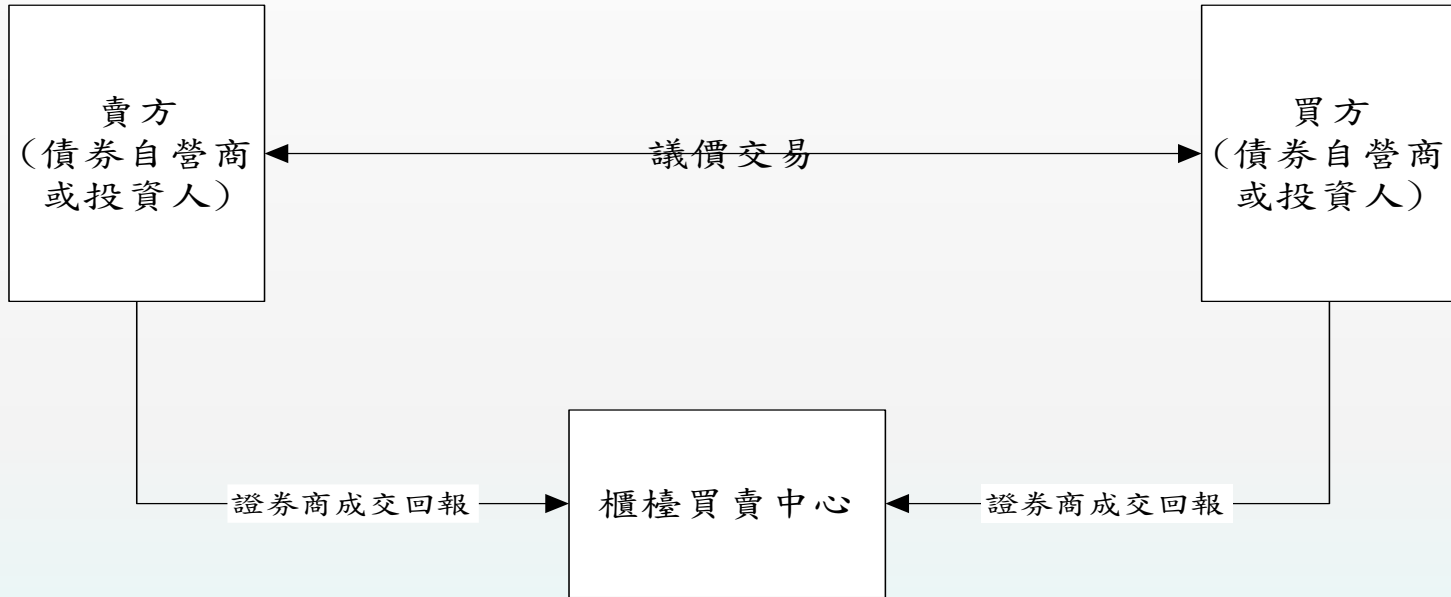 賣方
（債券自營商
或投資人）
議價交易
買方
（債券自營商
或投資人）
證券商成交回報
櫃檯買賣中心
證券商成交回報